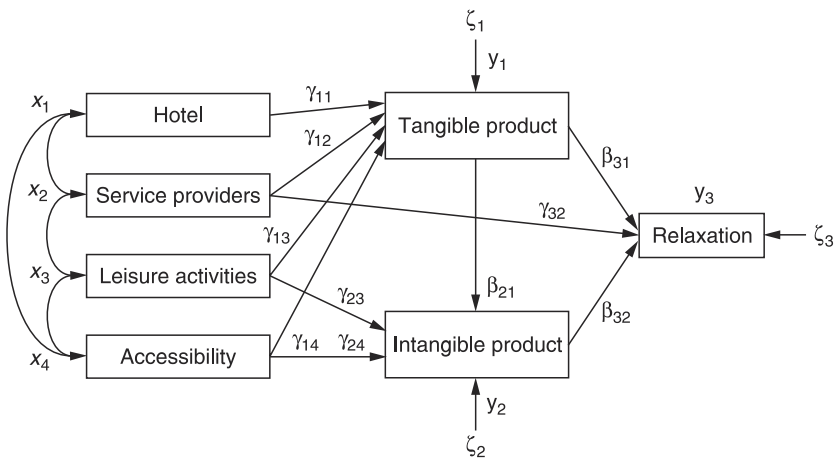 ζ₁
y₁
x₁
Hotel
γ₁₁
Tangible product
γ₁₂
β₃₁
x₂
Service providers
γ₃₂
y₃
γ₁₃
Relaxation
ζ₃
x₃
Leisure activities
β₂₁
γ₂₃
β₃₂
x₄
Accessibility
γ₁₄
γ₂₄
Intangible product
y₂
ζ₂